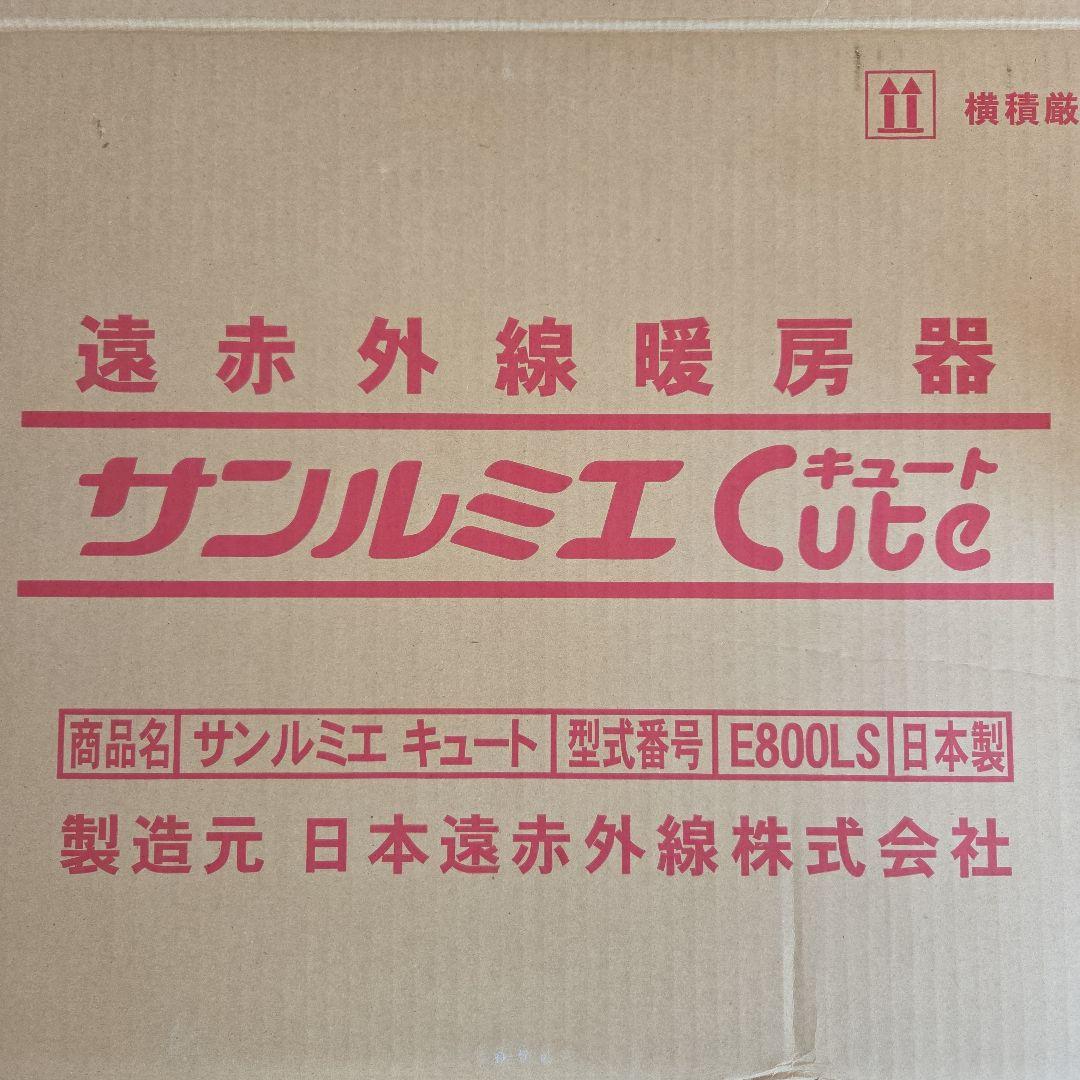 横積厳
遠赤外線暖房器
サンルミエ Cute
キュート
商品名 サンルミエ キュート 型式番号 E800LS 日本製
製造元 日本遠赤外線株式会社